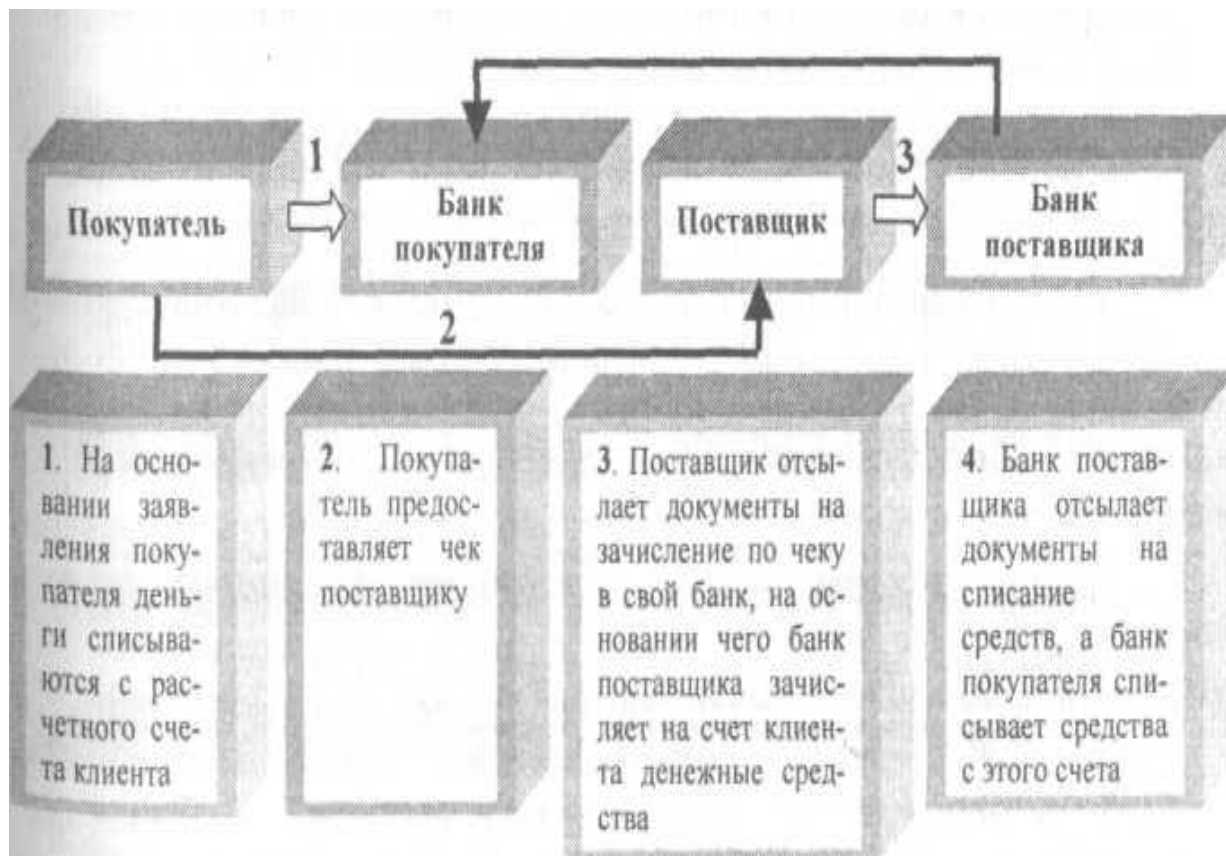 1
3
Покупатель
Банк
покупателя
Поставщик
Банк
поставщика
2
1. На осно-
вании заяв-
ления поку-
пателя день-
ги списыва-
ются с рас-
четного сче-
та клиента
2. Покупа-
тель предос-
тавляет чек
поставщику
3. Поставщик отсы-
лает документы на
зачисление по чеку
в свой банк, на ос-
новании чего банк
поставщика зачис-
ляет на счет клиен-
та денежные сред-
ства
4. Банк постав-
щика отсылает
документы на
списание
средств, а банк
покупателя спи-
сывает средства
с этого счета